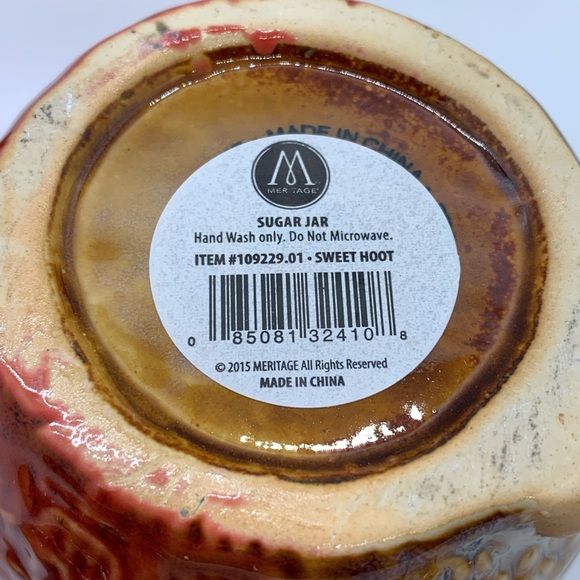 MADE IN CHINA
M
MERITAGE™
SUGAR JAR
Hand Wash only. Do Not Microwave.
ITEM #109229.01 • SWEET HOOT
0 85081 32410 8
© 2015 MERITAGE All Rights Reserved
MADE IN CHINA